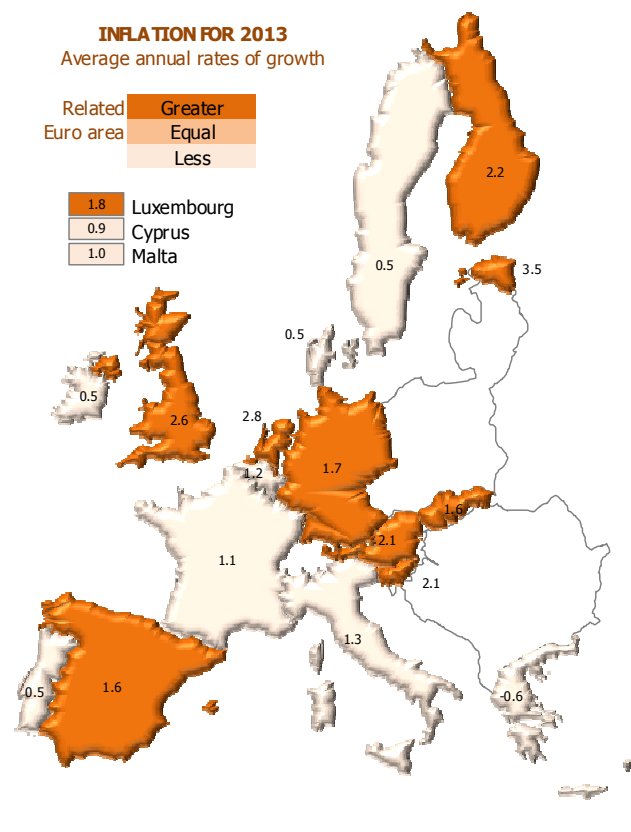 INFLATION FOR 2013
Average annual rates of growth
Related Greater
Euro area Equal
Less
1.8 Luxembourg
0.9 Cyprus
1.0 Malta
2.2
0.5
3.5
0.5
0.5
2.6
2.8
1.2
1.7
1.6
2.1
1.1
2.1
1.3
1.6
0.5
-0.6